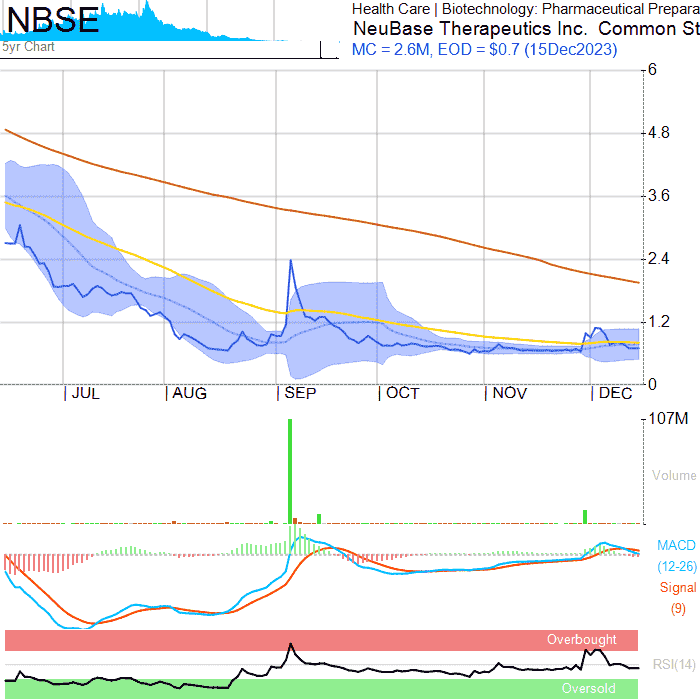 NBSE
Health Care | Biotechnology: Pharmaceutical Prepara
NeuBase Therapeutics Inc. Common St
5yr Chart
MC = 2.6M, EOD = $0.7 (15Dec2023)
6
4.8
3.6
2.4
1.2
0
JUL
AUG
SEP
OCT
NOV
DEC
107M
Volume
MACD
(12-26)
Signal
(9)
Overbought
RSI(14)
Oversold